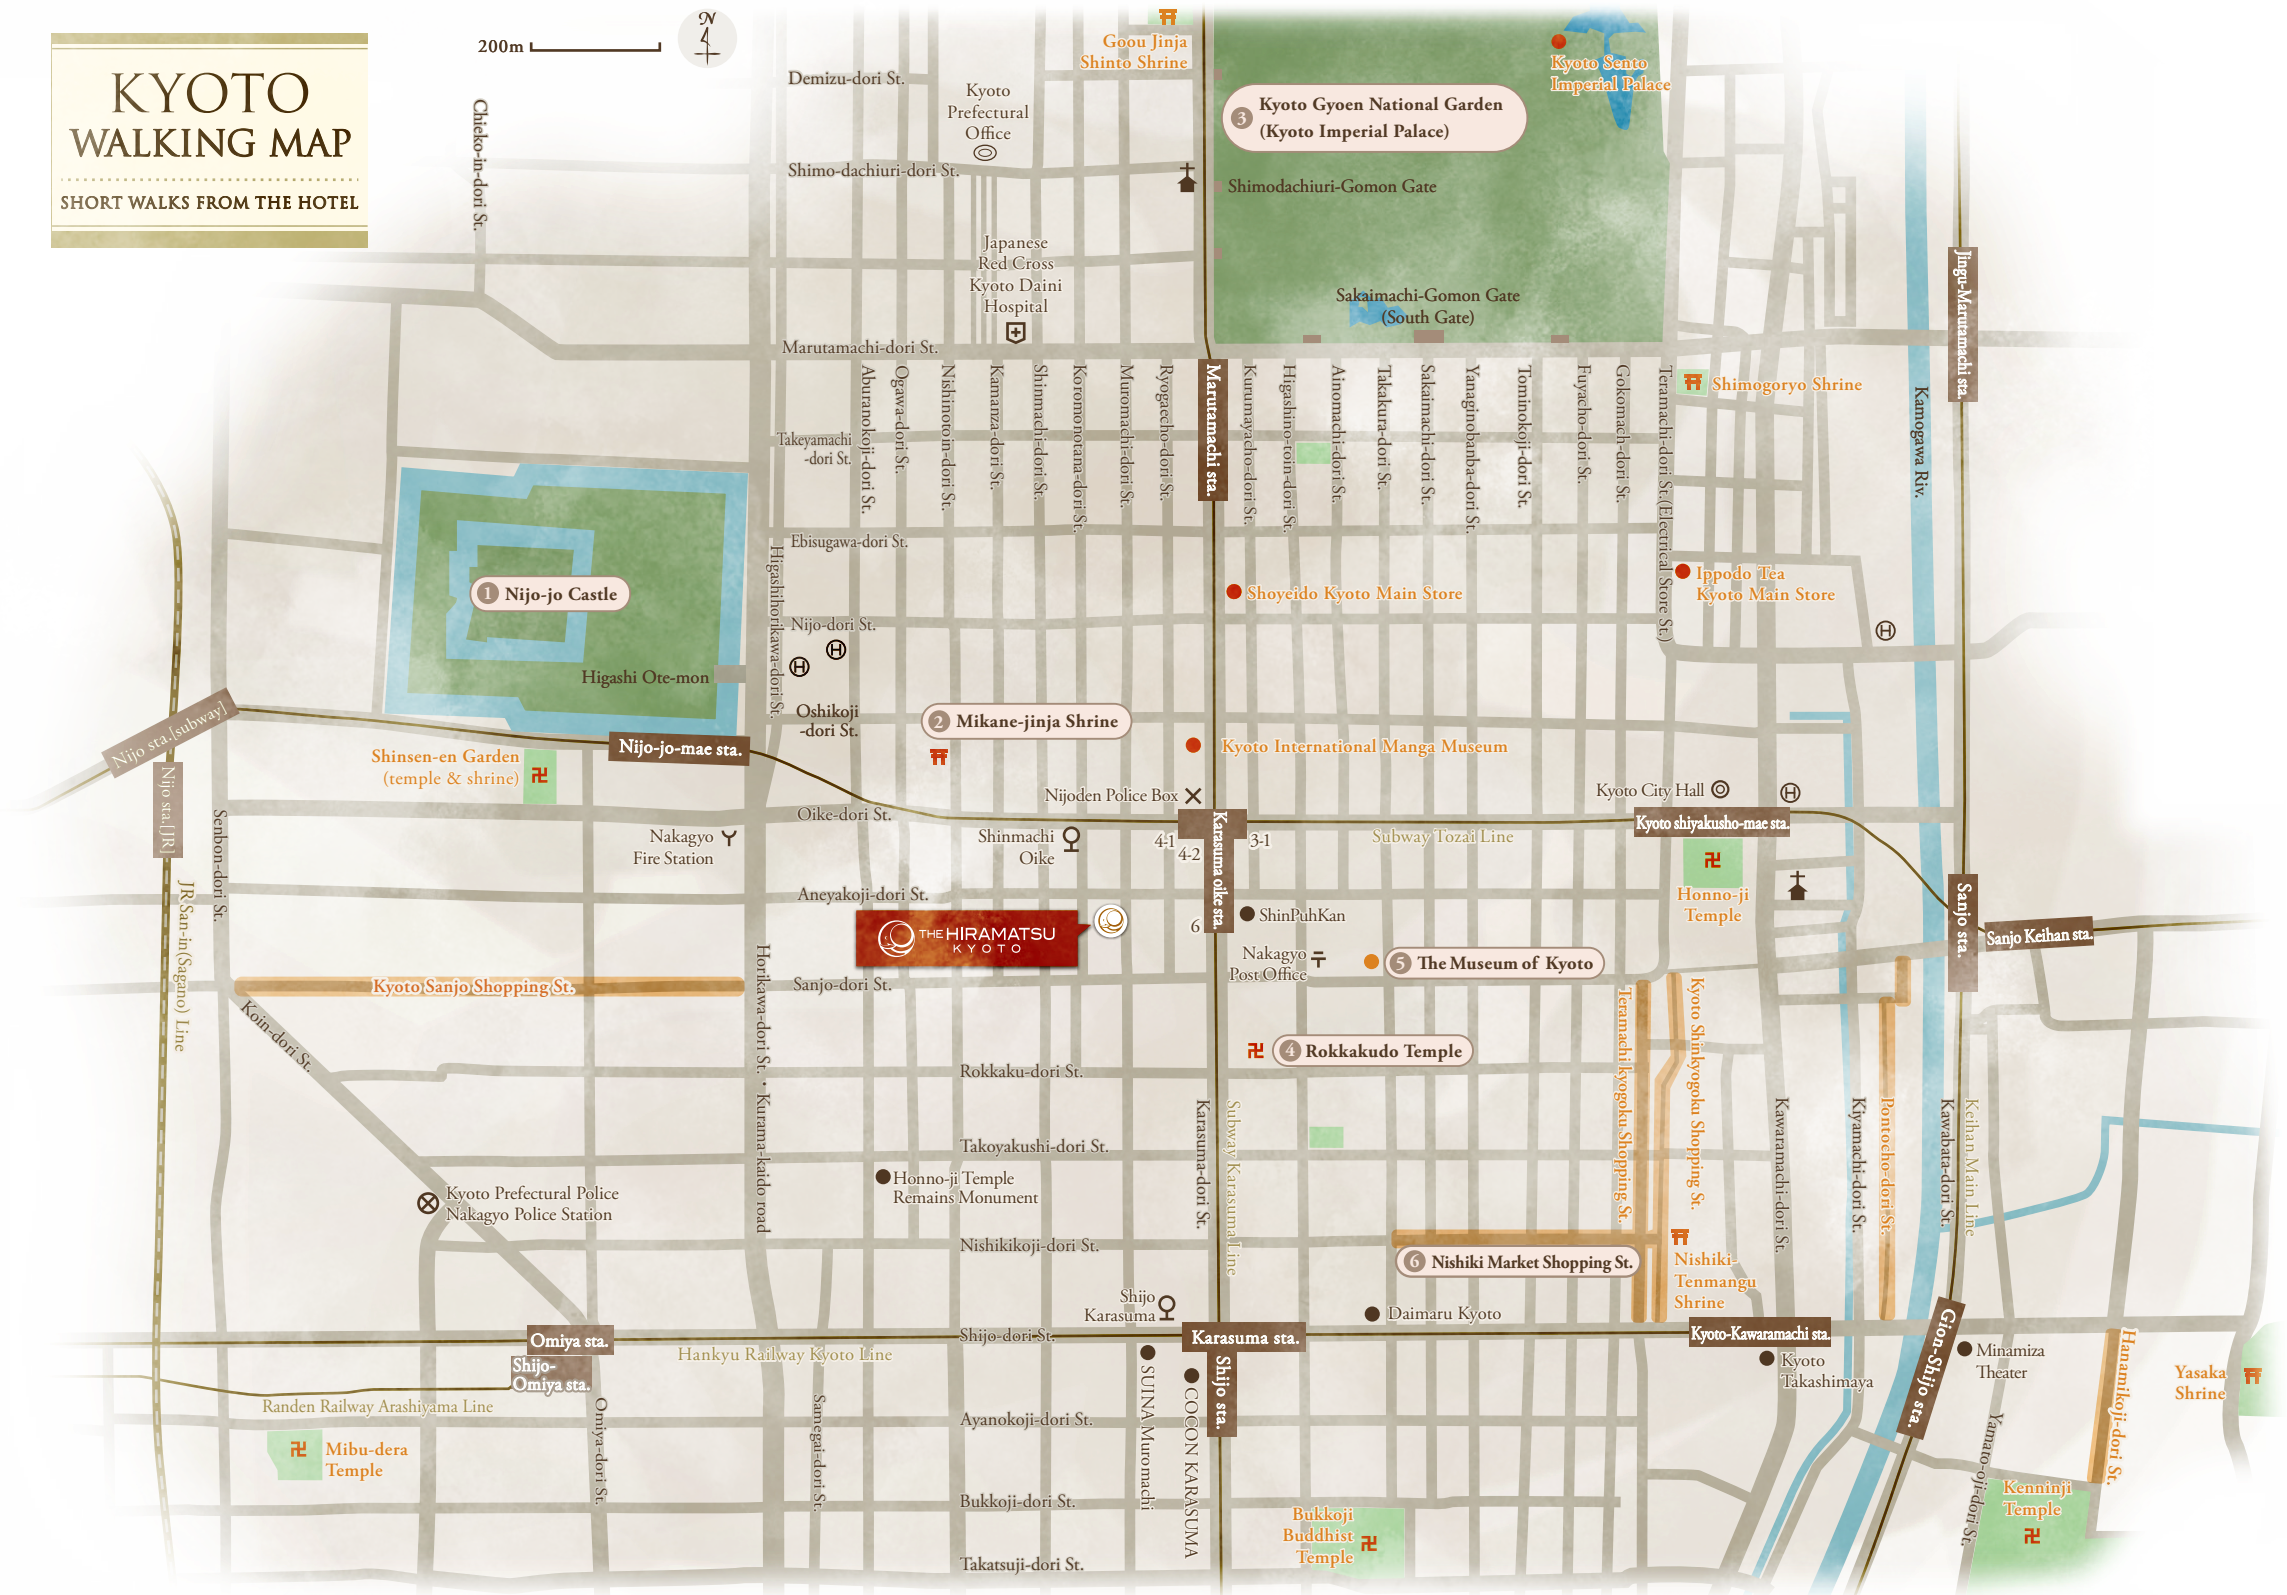 KYOTO
WALKING MAP
SHORT WALKS FROM THE HOTEL
200m
N
Goou Jinja
Shinto Shrine
Kyoto Sento
Imperial Palace
Demizu-dori St.
Kyoto
Prefectural
Office
3 Kyoto Gyoen National Garden
(Kyoto Imperial Palace)
Chieko-in-dori St.
Shimo-dachiuri-dori St.
Shimodachiuri-Gomon Gate
Japanese
Red Cross
Kyoto Daini
Hospital
Sakaimachi-Gomon Gate
(South Gate)
Jingu-Marutamachi sta.
Marutamachi-dori St.
Aburanokoji-dori St.
Ogawa-dori St.
Nishinotoin-dori St.
Kamanza-dori St.
Shinmachi-dori St.
Koromonotana-dori St.
Muromachi-dori St.
Ryogaecho-dori St.
Marutamachi sta.
Kurumayacho-dori St.
Higashino-toin-dori St.
Ainomachi-dori St.
Takakura-dori St.
Sakaimachi-dori St.
Yanaginobanba-dori St.
Tominokoji-dori St.
Fuyacho-dori St.
Gokomach-dori St.
Teramachi-dori St.(Electrical Store St.)
Shimogoryo Shrine
Kamogawa Riv.
Takeyamachi
-dori St.
Ebisugawa-dori St.
Higashihorikawa-dori St.
1 Nijo-jo Castle
Shoyeido Kyoto Main Store
Ippodo Tea
Kyoto Main Store
Nijo-dori St.
H
H
H
Higashi Ote-mon
Oshikoji
-dori St.
2 Mikane-jinja Shrine
Nijo sta.[subway]
Nijo-jo-mae sta.
Kyoto International Manga Museum
Shinsen-en Garden
(temple & shrine)
卍
Nijo sta.[JR]
Nijoden Police Box
Kyoto City Hall
H
Senbon-dori St.
Oike-dori St.
Nakagyo
Fire Station
Shinmachi
Oike
4-1
4-2
3-1
Karasuma oike sta.
Subway Tozai Line
Kyoto shiyakusho-mae sta.
卍
Honno-ji
Temple
JR San-in(Sagano) Line
Aneyakoji-dori St.
THE HIRAMATSU
KYOTO
6
ShinPuhKan
Sanjo sta.
Sanjo Keihan sta.
Nakagyo
Post Office
5 The Museum of Kyoto
Kyoto Sanjo Shopping St.
Sanjo-dori St.
Koin-dori St.
Horikawa-dori St. · Kurama-kaido road
卍
4 Rokkakudo Temple
Teramachi kyogoku Shopping St.
Kyoto Shinkyogoku Shopping St.
Rokkaku-dori St.
Karasuma-dori St.
Subway Karasuma Line
Kawaramachi-dori St.
Kiyamachi-dori St.
Pontocho-dori St.
Kawabata-dori St.
Keihan Main Line
Takoyakushi-dori St.
Honno-ji Temple
Remains Monument
Kyoto Prefectural Police
Nakagyo Police Station
Nishikikoji-dori St.
6 Nishiki Market Shopping St.
Nishiki-
Tenmangu
Shrine
Shijo
Karasuma
Daimaru Kyoto
Omiya sta.
Shijo-dori St.
Karasuma sta.
Kyoto-Kawaramachi sta.
Gion-Shijo sta.
Hankyu Railway Kyoto Line
Shijo-
Omiya sta.
Shijo sta.
Kyoto
Takashimaya
Minamiza
Theater
Hanamikoji-dori St.
Yasaka
Shrine
Randen Railway Arashiyama Line
Omiya-dori St.
Samegai-dori St.
SUINA Muromachi
COCON KARASUMA
Ayanokoji-dori St.
Yamato-oji-dori St.
卍
Mibu-dera
Temple
Bukkoji-dori St.
Bukkoji
Buddhist
Temple
卍
Kenninji
Temple
卍
Takatsuji-dori St.